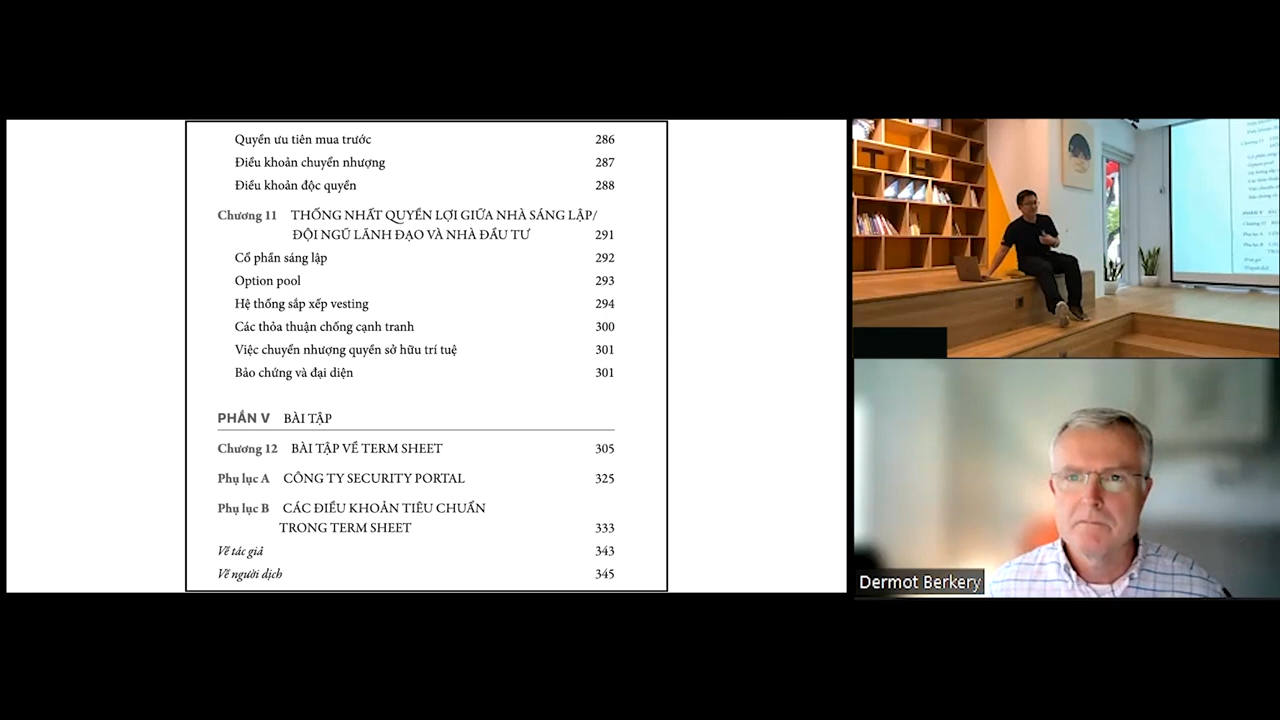 Quyền ưu tiên mua trước 286
Điều khoản chuyển nhượng 287
Điều khoản độc quyền 288
Chương 11 THỐNG NHẤT QUYỀN LỢI GIỮA NHÀ SÁNG LẬP/
ĐỘI NGŨ LÃNH ĐẠO VÀ NHÀ ĐẦU TƯ 291
Cổ phần sáng lập 292
Option pool 293
Hệ thống sắp xếp vesting 294
Các thỏa thuận chống cạnh tranh 300
Việc chuyển nhượng quyền sở hữu trí tuệ 301
Bảo chứng và đại diện 301
PHẦN V BÀI TẬP
Chương 12 BÀI TẬP VỀ TERM SHEET 305
Phụ lục A CÔNG TY SECURITY PORTAL 325
Phụ lục B CÁC ĐIỀU KHOẢN TIÊU CHUẨN
TRONG TERM SHEET 333
Về tác giả 343
Về người dịch 345
Dermot Berkery